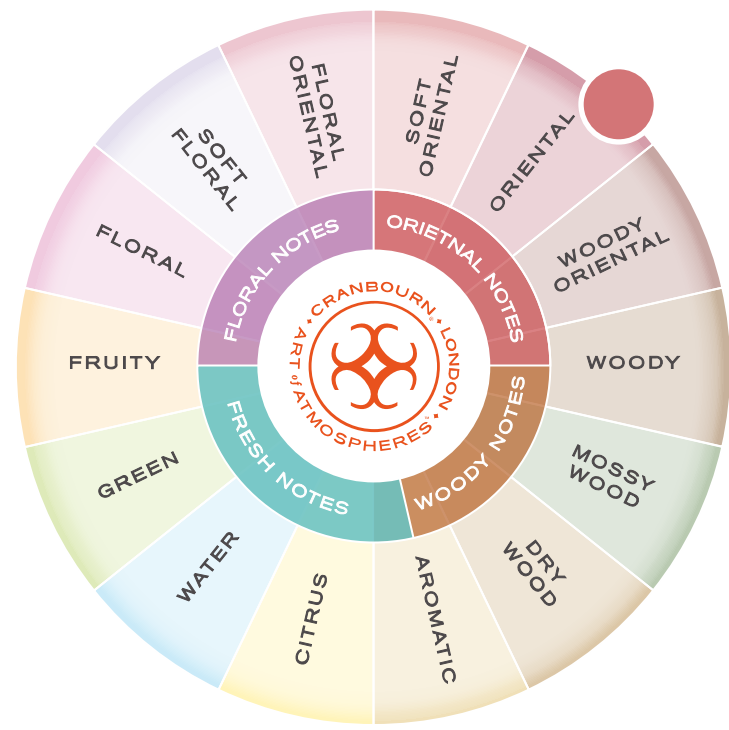 FLORAL
ORIENTAL
SOFT
ORIENTAL
ORIENTAL
WOODY
ORIENTAL
WOODY
MOSSY
WOOD
DRY
WOOD
AROMATIC
CITRUS
WATER
GREEN
FRUITY
FLORAL
SOFT
FLORAL
FLORAL NOTES
ORIETNAL NOTES
WOODY NOTES
FRESH NOTES
CRANBOURN®
LONDON
ART of ATMOSPHERES